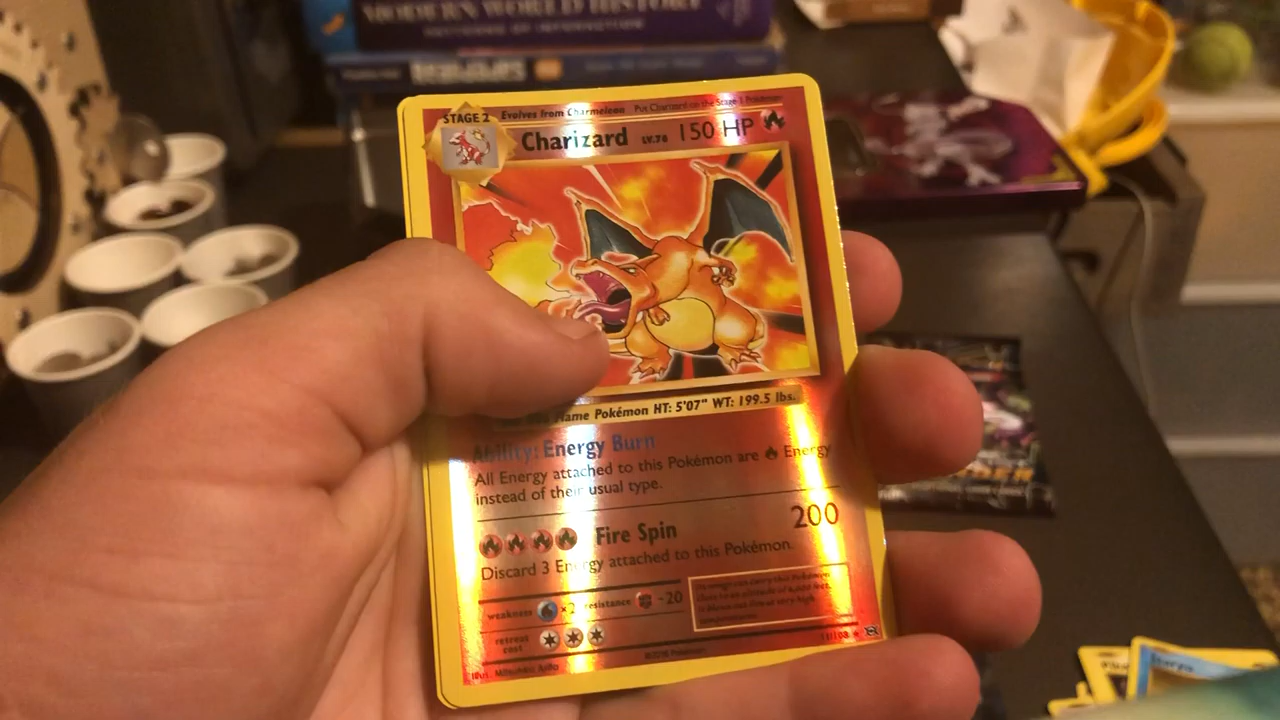 MODERN WORLD HISTORY
STAGE 2
Evolves from Charmeleon Put Charizard on the Stage 1 Pokémon
Charizard LV.76 150 HP
Flame Pokémon HT: 5'07" WT: 199.5 lbs.
Ability: Energy Burn
All Energy attached to this Pokémon are Energy
instead of their usual type.
Fire Spin 200
Discard 3 Energy attached to this Pokémon.
weakness ×2 resistance -20
retreat
cost
Illus. Mitsuhiro Arita ©2016 Pokémon 11/108